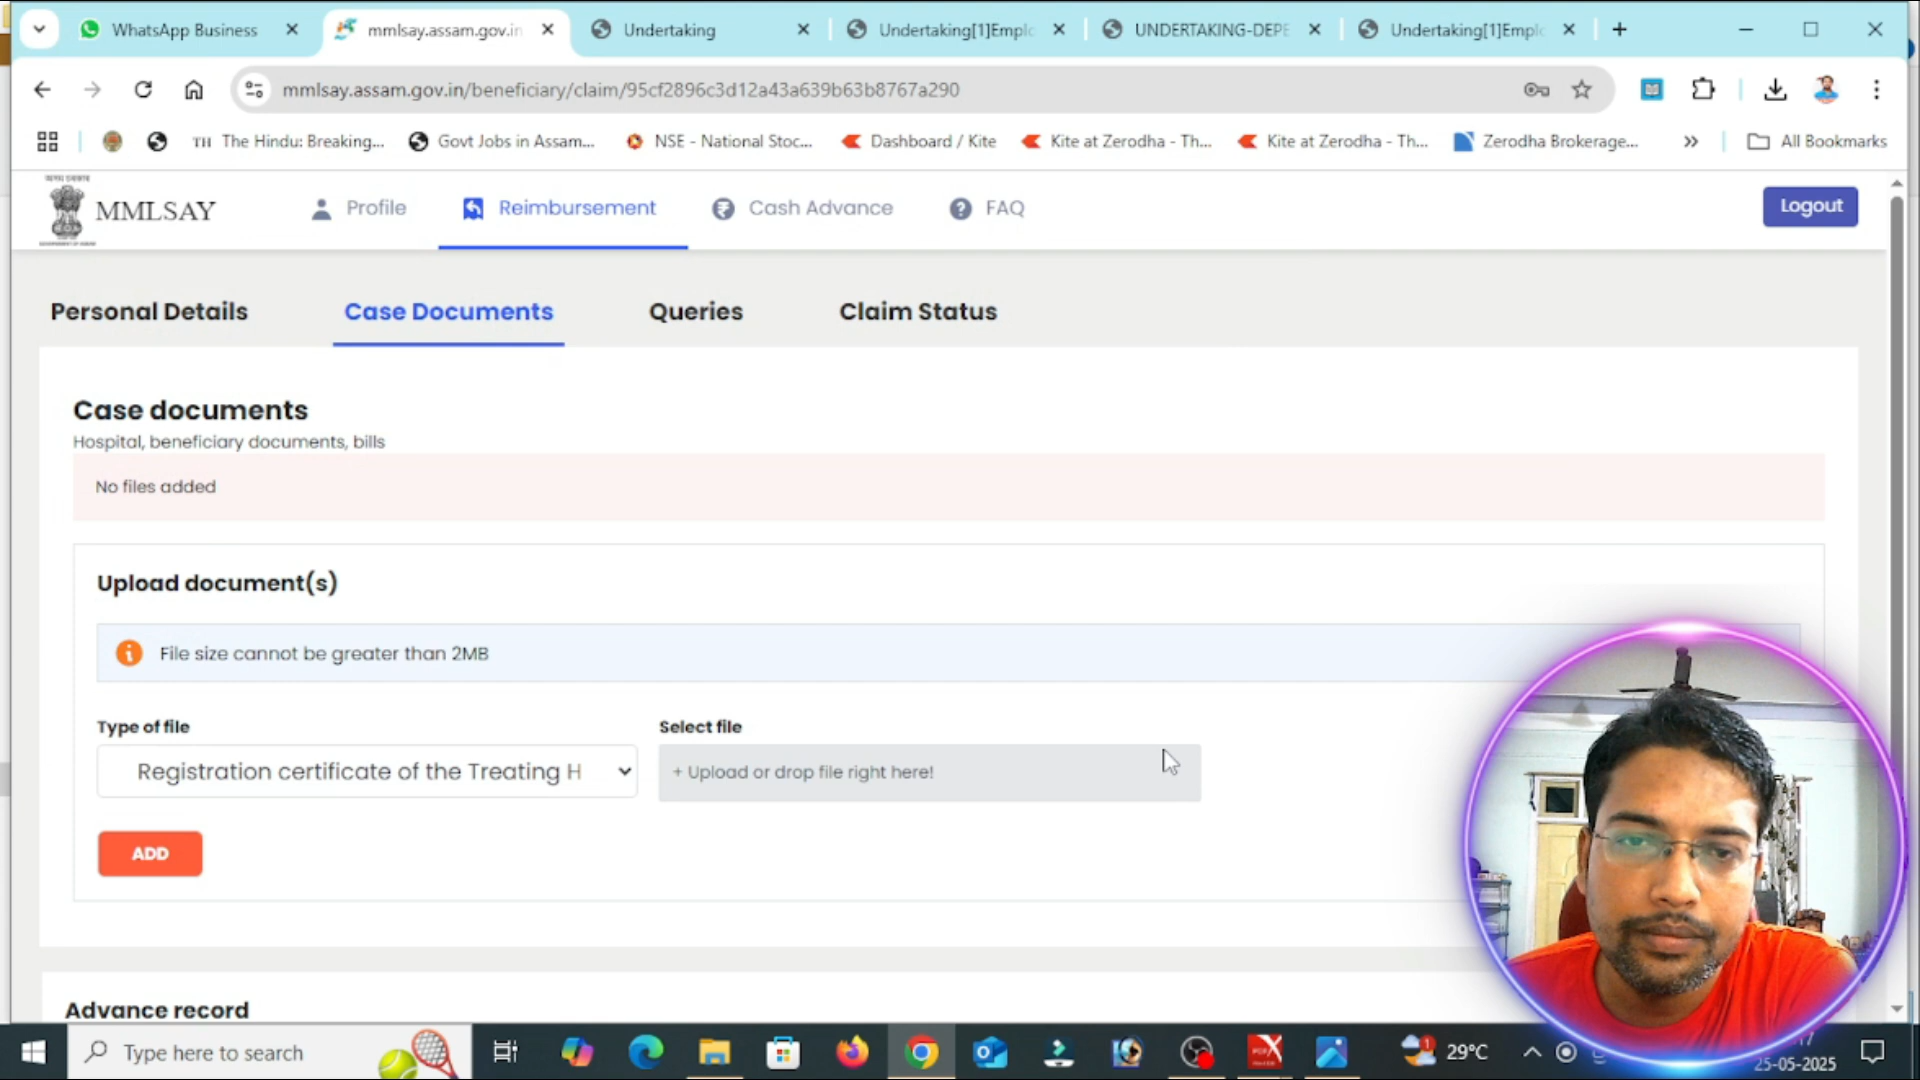 WhatsApp Business
mmlsay.assam.gov.in
Undertaking
Undertaking[1]Emplo
UNDERTAKING-DEPE
Undertaking[1]Emplo
mmlsay.assam.gov.in/beneficiary/claim/95cf2896c3d12a43a639b63b8767a290
TH The Hindu: Breaking...
Govt Jobs in Assam...
NSE - National Stoc...
Dashboard / Kite
Kite at Zerodha - Th...
Kite at Zerodha - Th...
Zerodha Brokerage...
All Bookmarks
MMLSAY
Profile
Reimbursement
Cash Advance
FAQ
Logout
Personal Details
Case Documents
Queries
Claim Status
Case documents
Hospital, beneficiary documents, bills
No files added
Upload document(s)
File size cannot be greater than 2MB
Type of file
Select file
Registration certificate of the Treating H
+ Upload or drop file right here!
ADD
Advance record
Type here to search
29°C
25-05-2025